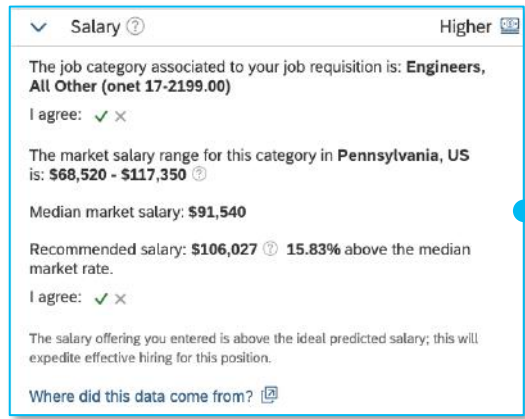 Salary ? Higher
The job category associated to your job requisition is: Engineers,
All Other (onet 17-2199.00)
I agree:
The market salary range for this category in Pennsylvania, US
is: $68,520 - $117,350 ?
Median market salary: $91,540
Recommended salary: $106,027 ? 15.83% above the median
market rate.
I agree:
The salary offering you entered is above the ideal predicted salary; this will
expedite effective hiring for this position.
Where did this data come from?